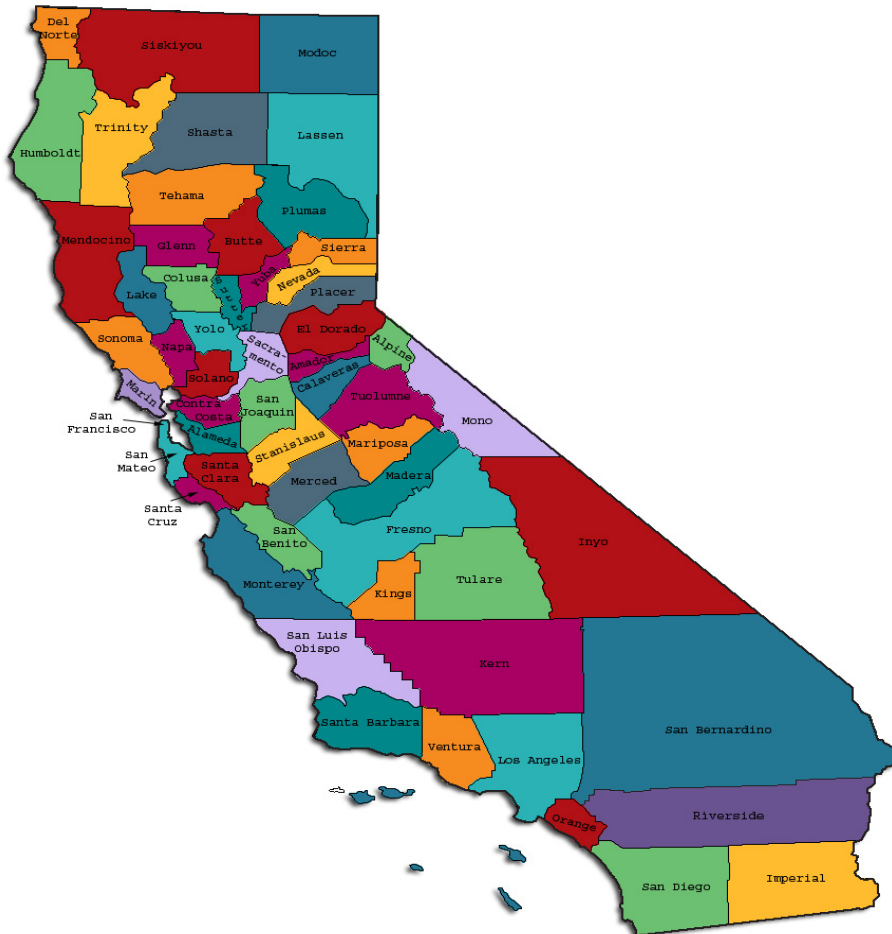 Del
Norte
Siskiyou
Modoc
Trinity
Shasta
Lassen
Humboldt
Tehama
Plumas
Mendocino
Glenn
Butte
Sierra
Yuba
Nevada
Colusa
Sutter
Lake
Placer
Sonoma
Napa
Yolo
Sacra-
mento
El Dorado
Alpine
Amador
Solano
Calaveras
Marin
Contra
Costa
San
Joaquin
Tuolumne
Mono
San
Francisco
Alameda
Stanislaus
Mariposa
San
Mateo
Santa
Clara
Merced
Madera
Santa
Cruz
San
Benito
Fresno
Inyo
Monterey
Kings
Tulare
San Luis
Obispo
Kern
Santa Barbara
Ventura
Los Angeles
San Bernardino
Orange
Riverside
San Diego
Imperial